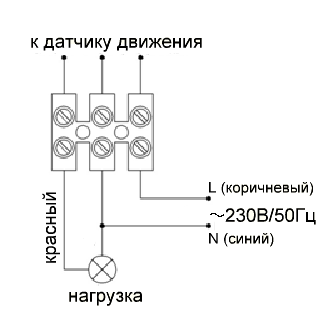 к датчику движения
L (коричневый)
~230В/50Гц
N (синий)
красный
нагрузка